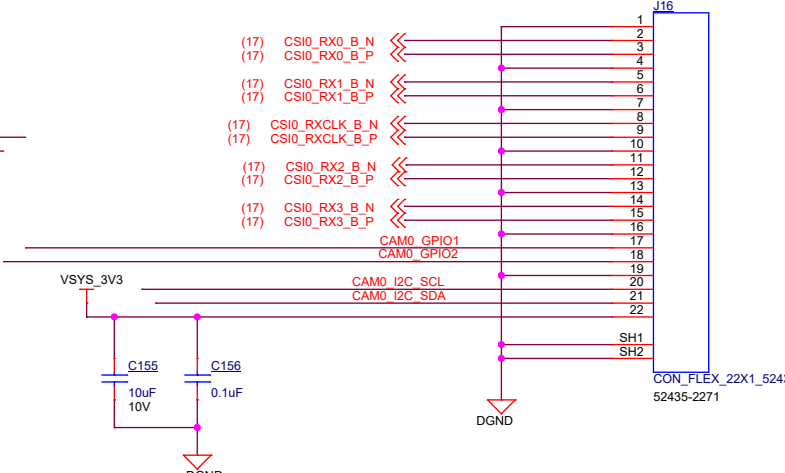 J16
1
2
(17) CSI0_RX0_B_N
3
(17) CSI0_RX0_B_P
4
5
(17) CSI0_RX1_B_N
6
(17) CSI0_RX1_B_P
7
8
(17) CSI0_RXCLK_B_N
9
(17) CSI0_RXCLK_B_P
10
11
(17) CSI0_RX2_B_N
12
(17) CSI0_RX2_B_P
13
14
(17) CSI0_RX3_B_N
15
(17) CSI0_RX3_B_P
16
CAM0_GPIO1 17
CAM0_GPIO2 18
19
VSYS_3V3
CAM0_I2C_SCL 20
CAM0_I2C_SDA 21
22
SH1
SH2
C155 C156
10uF 0.1uF
10V
CON_FLEX_22X1_5243
52435-2271
DGND
DGND